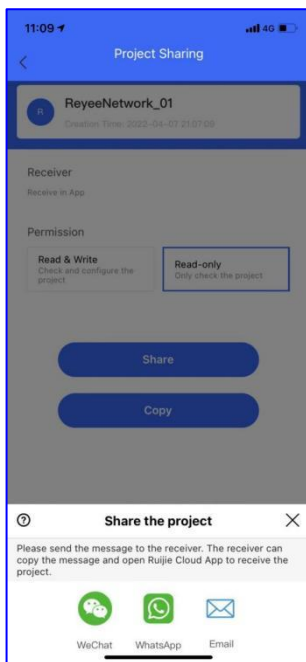 11:09
4G
Project Sharing
R
ReyeeNetwork_01
Creation Time: 2022-04-07 21:07:09
Receiver
Receive in App
Permission
Read & Write
Check and configure the
project
Read-only
Only check the project
Share
Copy
Share the project
Please send the message to the receiver. The receiver can
copy the message and open Ruijie Cloud App to receive the
project.
WeChat
WhatsApp
Email